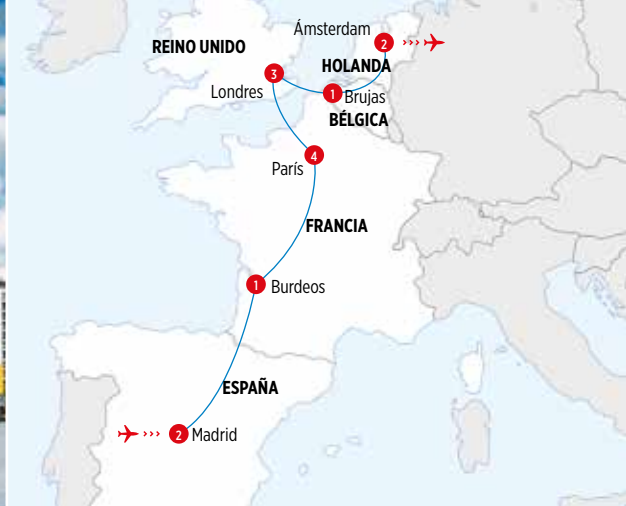 Ámsterdam
2
REINO UNIDO
HOLANDA
3
Londres
1 Brujas
BÉLGICA
4
París
FRANCIA
1 Burdeos
ESPAÑA
2 Madrid